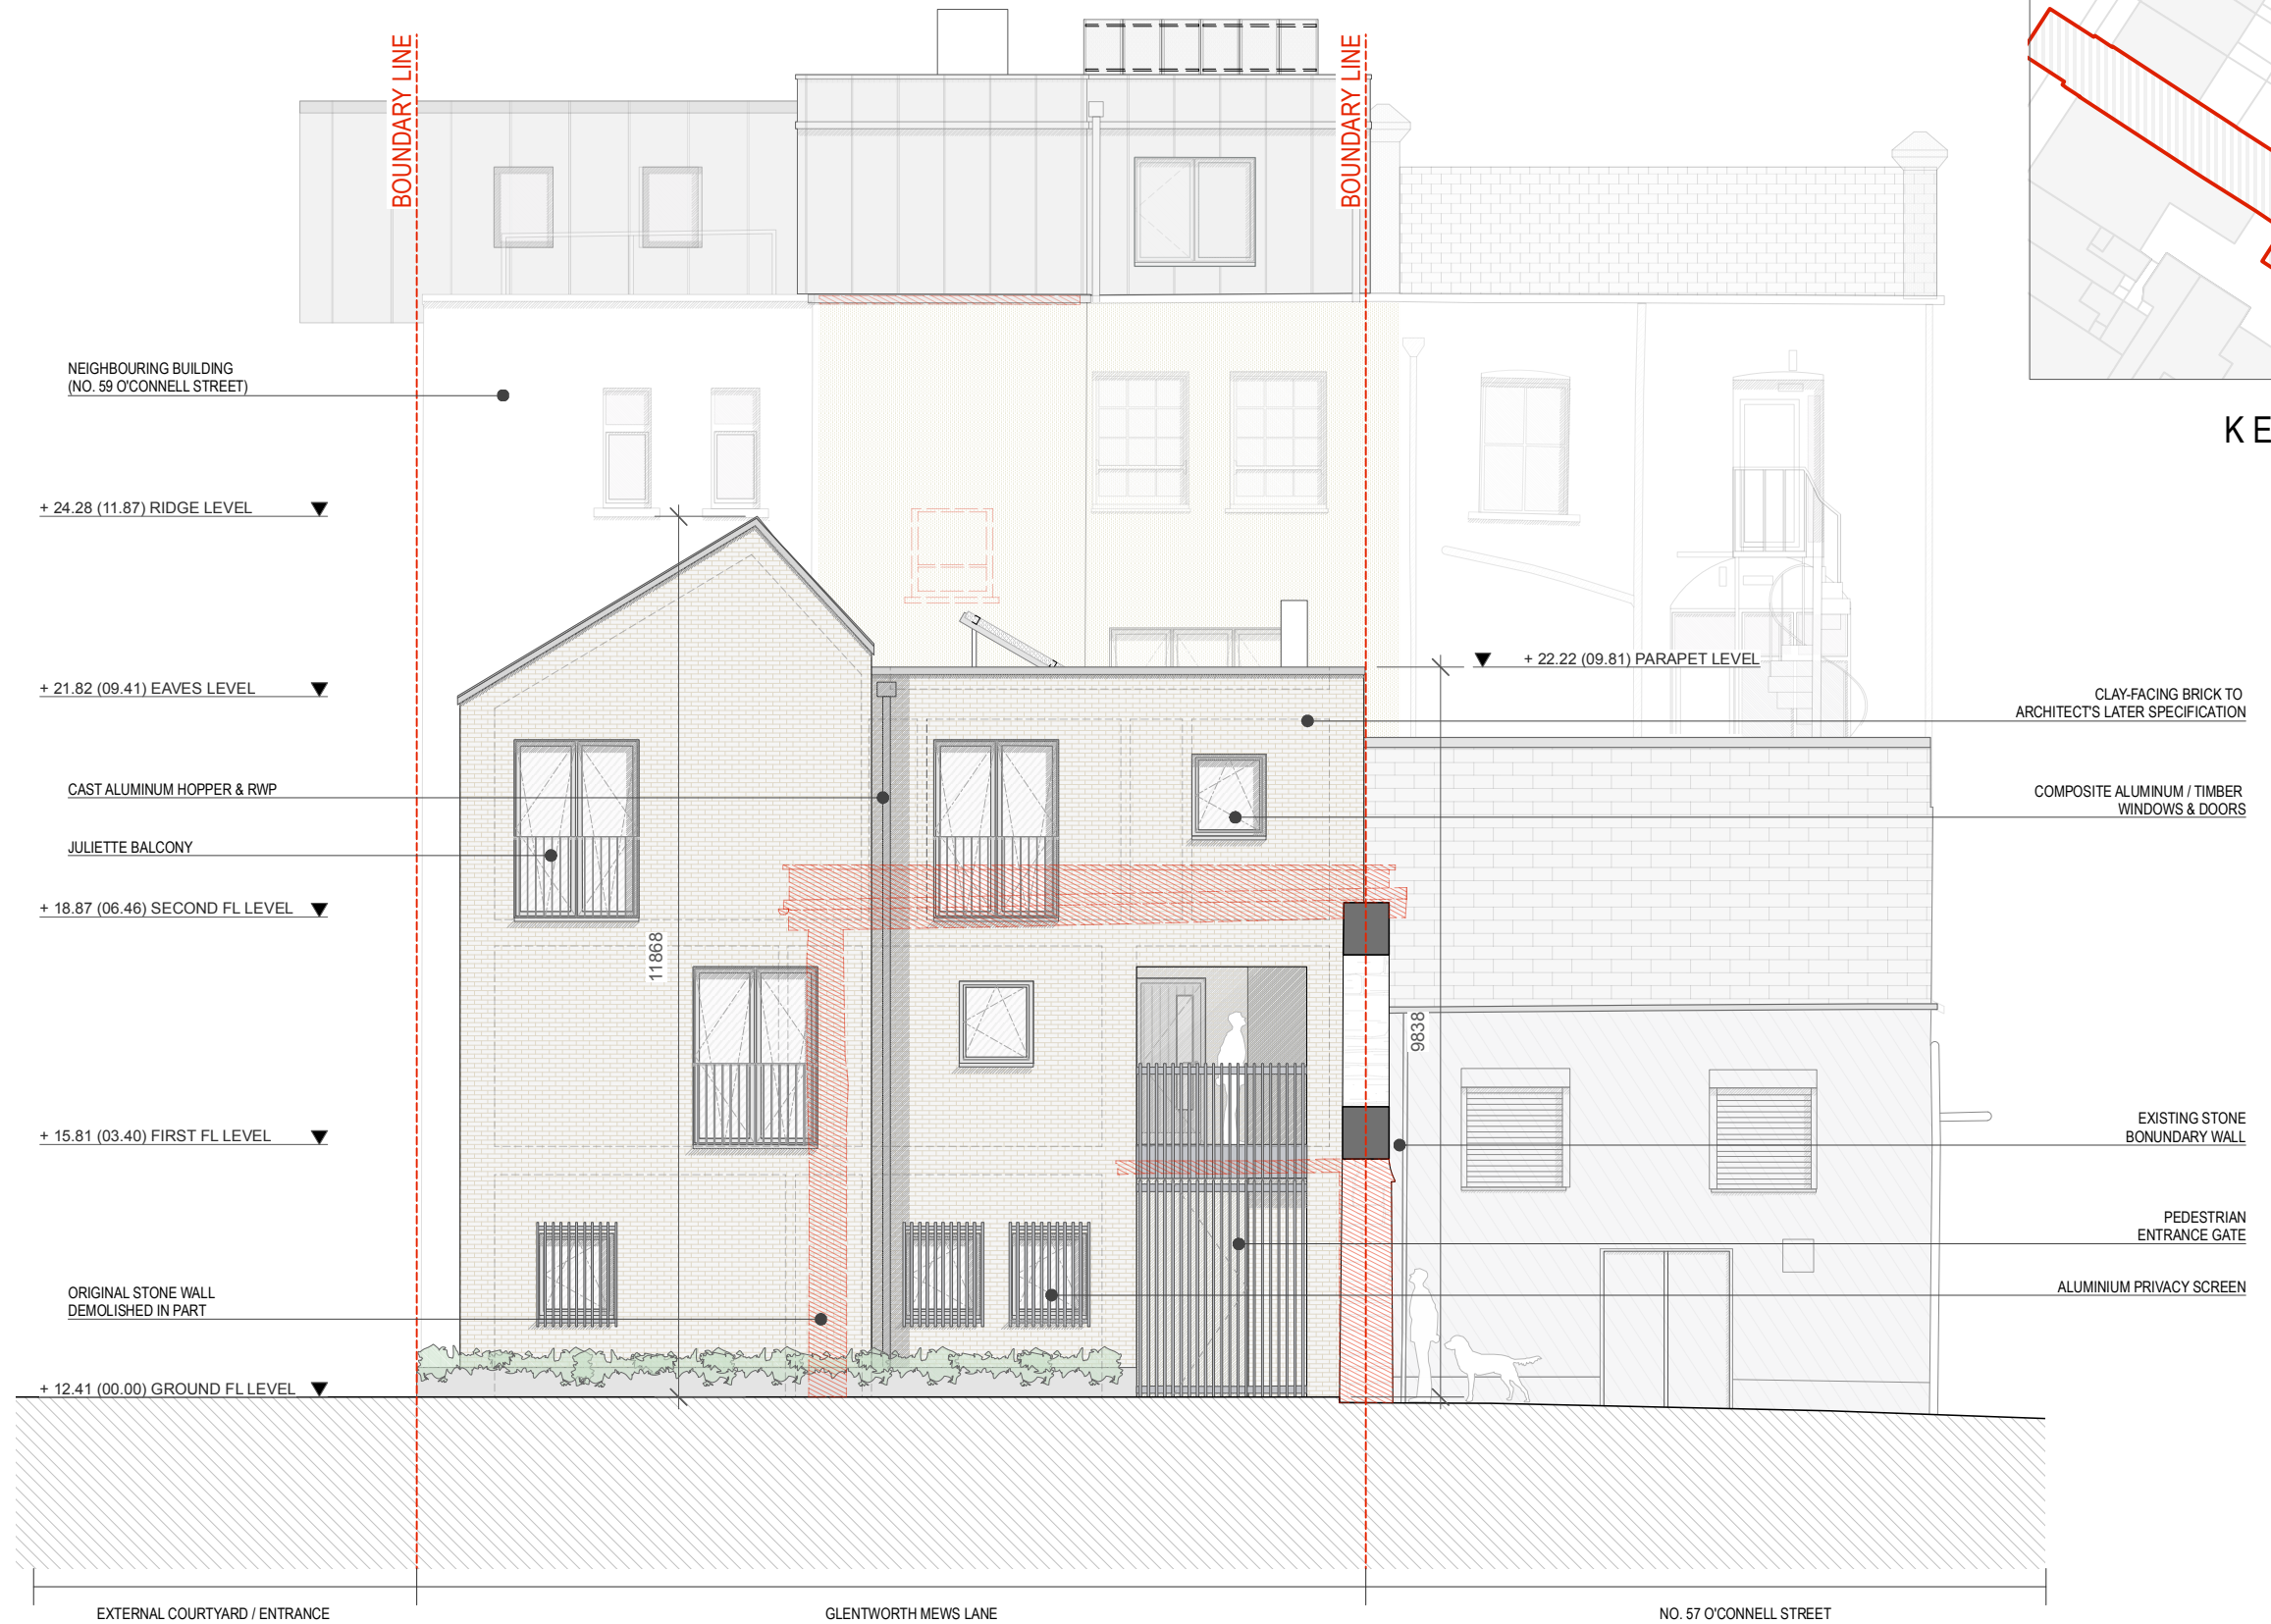 BOUNDARY LINE
BOUNDARY LINE
KE
NEIGHBOURING BUILDING
(NO. 59 O'CONNELL STREET)
+ 24.28 (11.87) RIDGE LEVEL
+ 21.82 (09.41) EAVES LEVEL
CAST ALUMINUM HOPPER & RWP
JULIETTE BALCONY
+ 18.87 (06.46) SECOND FL LEVEL
+ 15.81 (03.40) FIRST FL LEVEL
ORIGINAL STONE WALL
DEMOLISHED IN PART
+ 12.41 (00.00) GROUND FL LEVEL
11868
9838
+ 22.22 (09.81) PARAPET LEVEL
CLAY-FACING BRICK TO
ARCHITECT'S LATER SPECIFICATION
COMPOSITE ALUMINUM / TIMBER
WINDOWS & DOORS
EXISTING STONE
BONUNDARY WALL
PEDESTRIAN
ENTRANCE GATE
ALUMINIUM PRIVACY SCREEN
EXTERNAL COURTYARD / ENTRANCE
GLENTWORTH MEWS LANE
NO. 57 O'CONNELL STREET